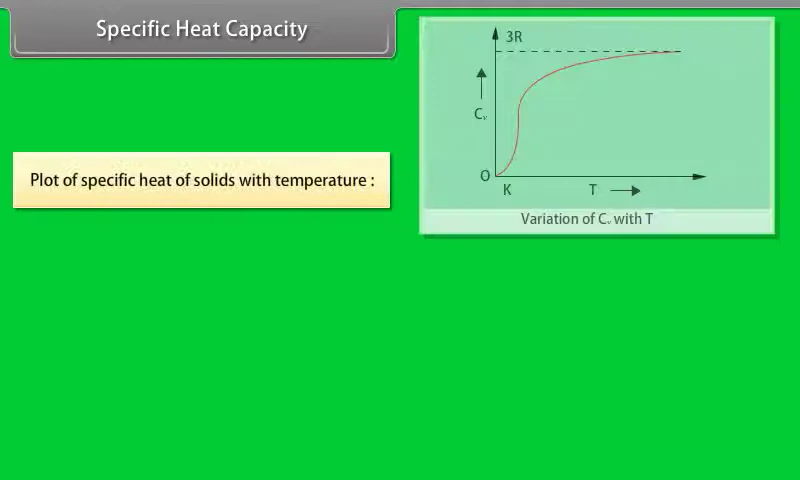 Specific Heat Capacity
Plot of specific heat of solids with temperature :
3R
Cᵥ
O
K
T
Variation of Cᵥ with T